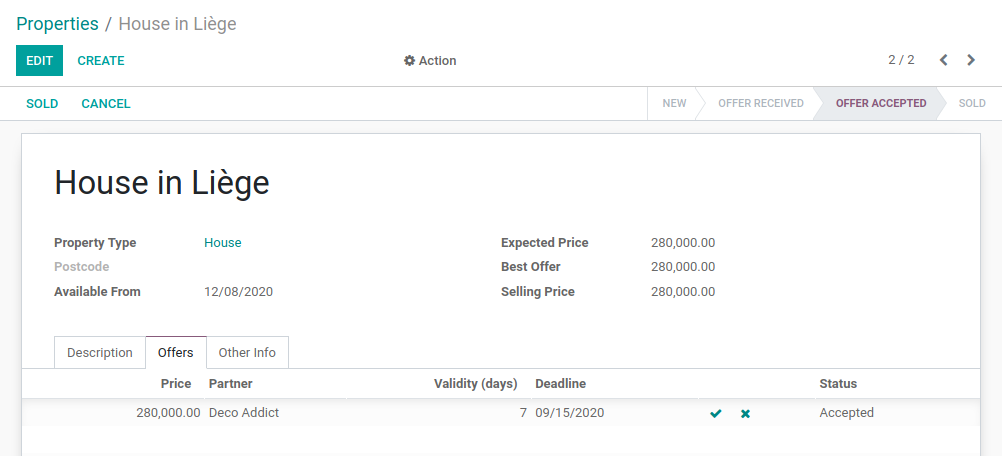 Properties / House in Liège
EDIT CREATE Action 2 / 2
SOLD CANCEL NEW OFFER RECEIVED OFFER ACCEPTED SOLD
House in Liège
Property Type House Expected Price 280,000.00
Postcode Best Offer 280,000.00
Available From 12/08/2020 Selling Price 280,000.00
Description Offers Other Info
Price Partner Validity (days) Deadline Status
280,000.00 Deco Addict 7 09/15/2020 Accepted